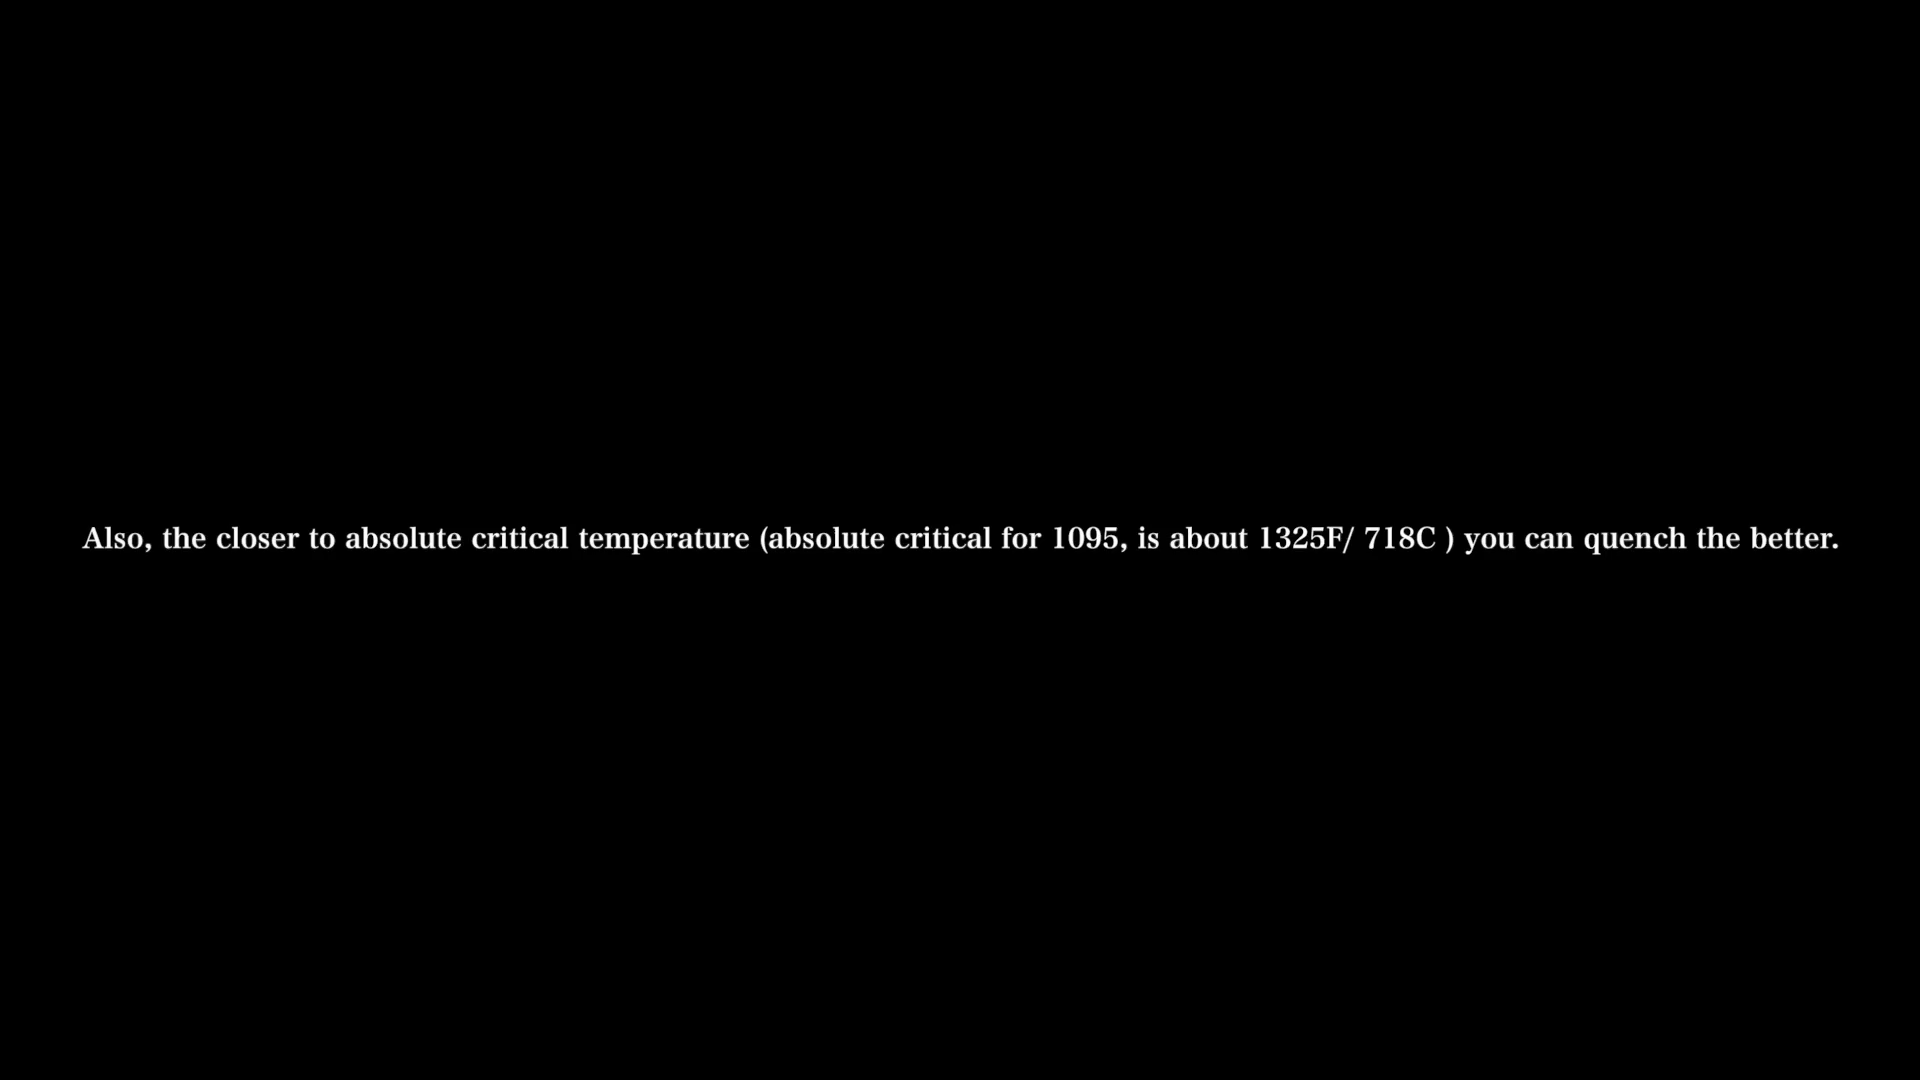 Also, the closer to absolute critical temperature (absolute critical for 1095, is about 1325F/ 718C ) you can quench the better.